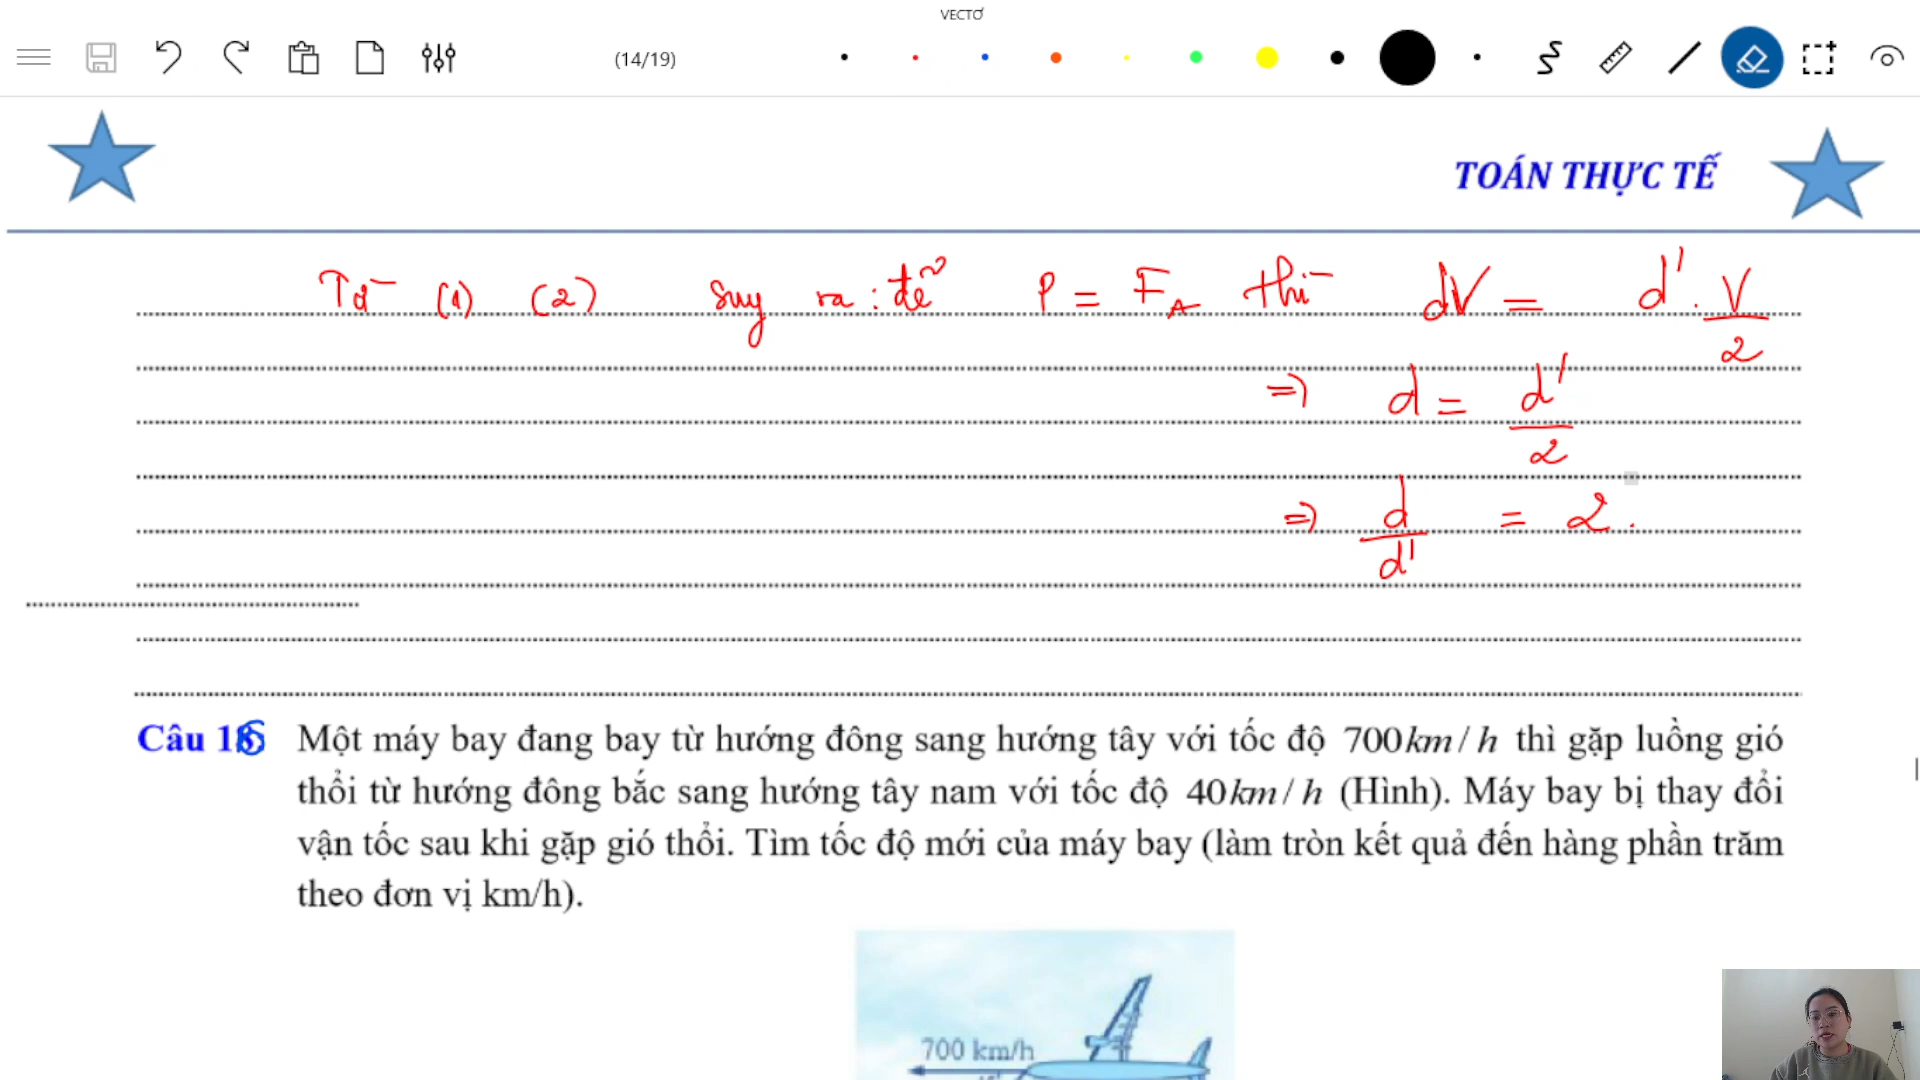 VECTƠ
(14/19)
TOÁN THỰC TẾ
Từ (1) (2) suy ra : để P = F_A thì dV = d' . V/2
=> d = d'/2
=> d/d' = 2.
Câu 16 Một máy bay đang bay từ hướng đông sang hướng tây với tốc độ 700km/h thì gặp luồng gió
thổi từ hướng đông bắc sang hướng tây nam với tốc độ 40km/h (Hình). Máy bay bị thay đổi
vận tốc sau khi gặp gió thổi. Tìm tốc độ mới của máy bay (làm tròn kết quả đến hàng phần trăm
theo đơn vị km/h).
700 km/h